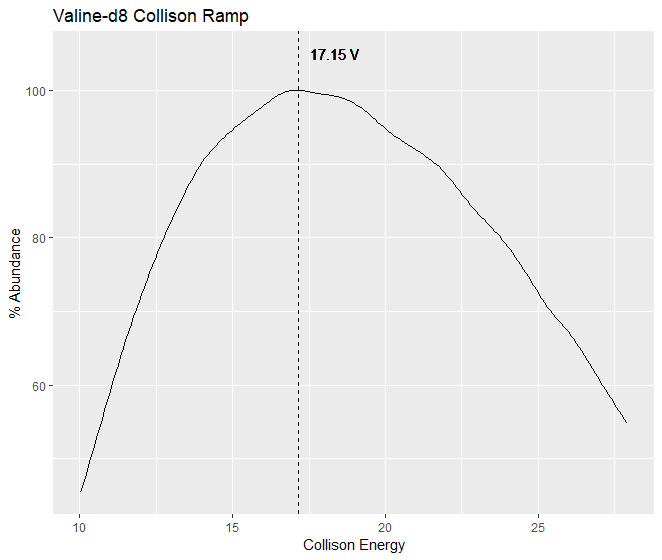 Valine-d8 Collison Ramp
17.15 V
100
80
60
% Abundance
10 15 20 25
Collison Energy